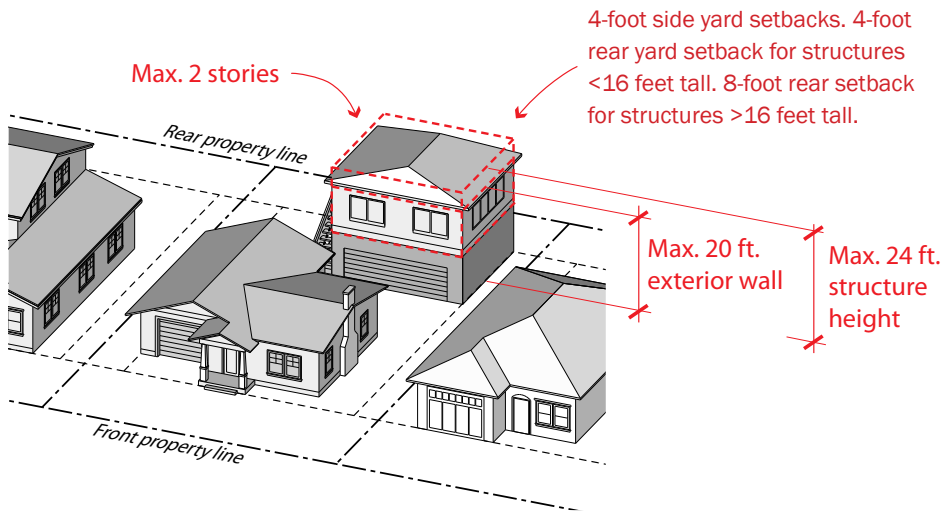 4-foot side yard setbacks. 4-foot
rear yard setback for structures
<16 feet tall. 8-foot rear setback
for structures >16 feet tall.
Max. 2 stories
Rear property line
Max. 20 ft.
exterior wall
Max. 24 ft.
structure
height
Front property line